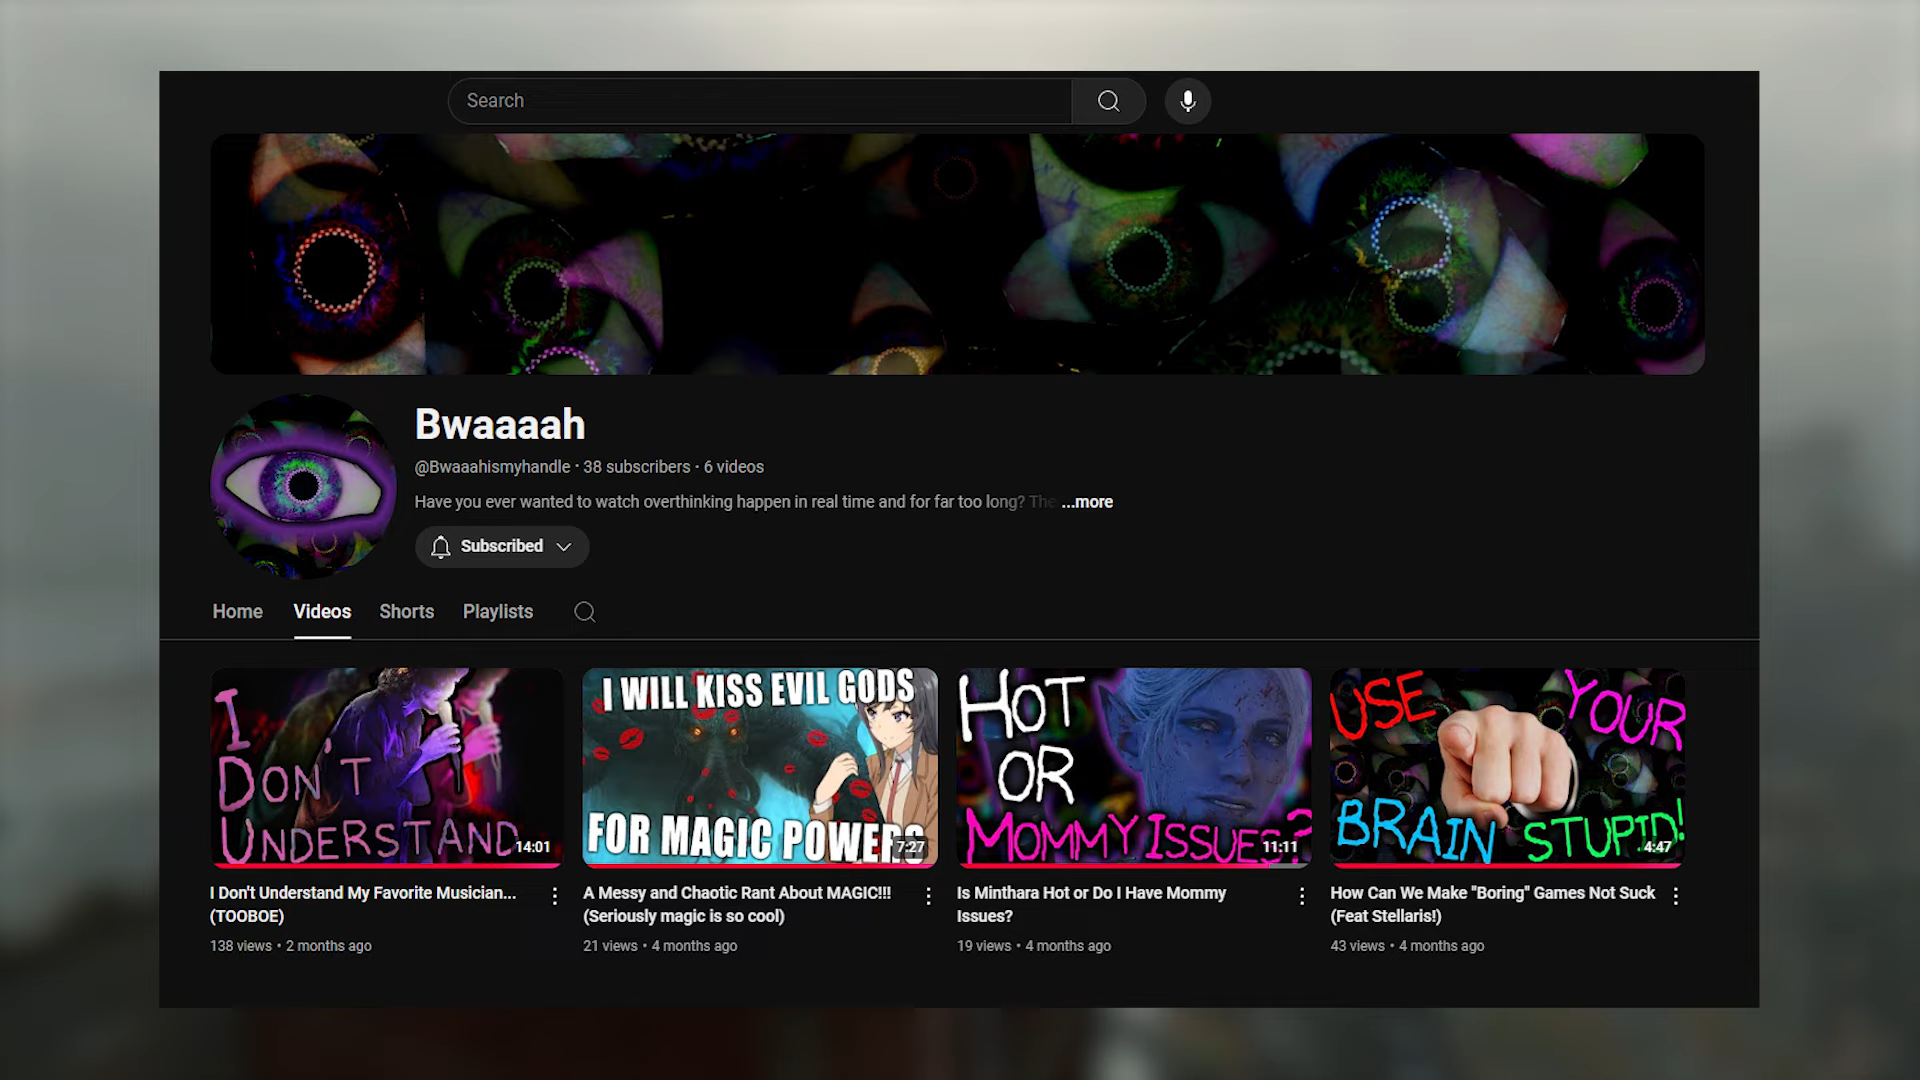 Search
Bwaaaah
@Bwaaahismyhandle • 38 subscribers • 6 videos
Have you ever wanted to watch overthinking happen in real time and for far too long? The ...more
Subscribed
Home Videos Shorts Playlists
I DON'T UNDERSTAND
14:01
I WILL KISS EVIL GODS
FOR MAGIC POWERS
7:27
HOT
OR
MOMMY ISSUES?
11:11
USE YOUR
BRAIN STUPID!
4:47
I Don't Understand My Favorite Musician...
(TOOBOE)
138 views • 2 months ago
A Messy and Chaotic Rant About MAGIC!!!
(Seriously magic is so cool)
21 views • 4 months ago
Is Minthara Hot or Do I Have Mommy
Issues?
19 views • 4 months ago
How Can We Make "Boring" Games Not Suck
(Feat Stellaris!)
43 views • 4 months ago